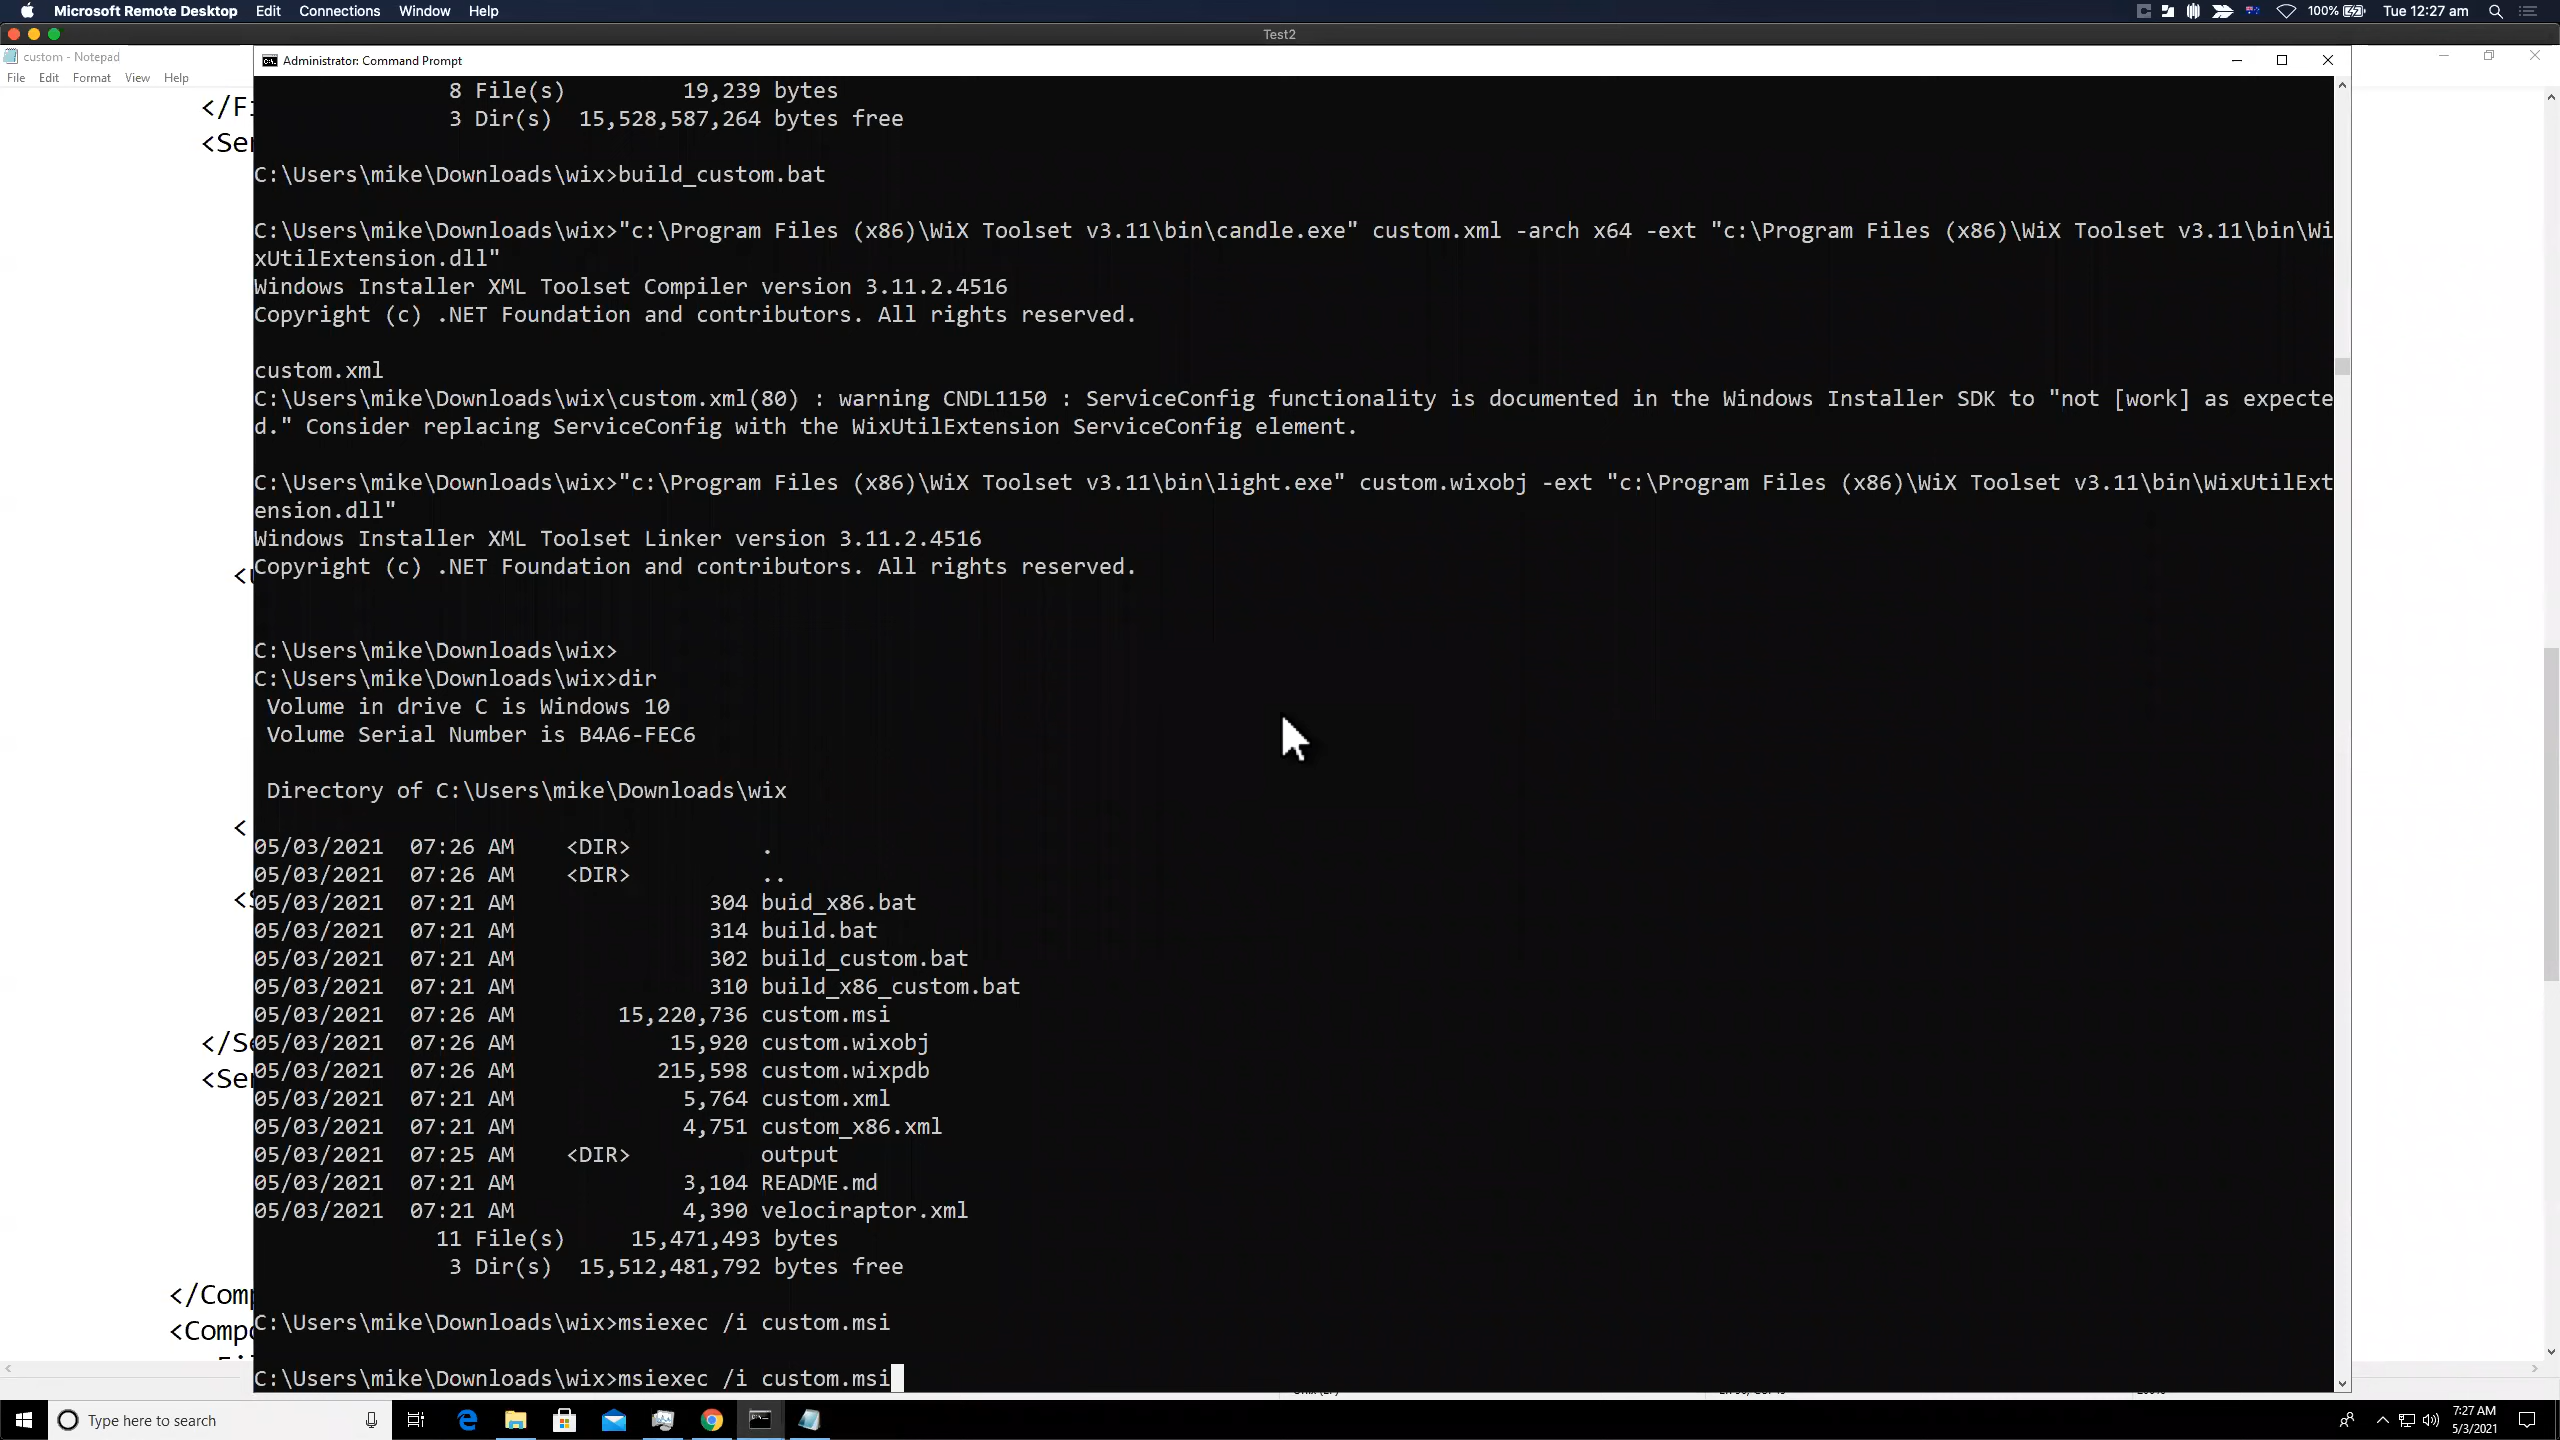 Microsoft Remote Desktop Edit Connections Window Help 100% Tue 12:27 am
Test2
custom - Notepad
File Edit Format View Help
Administrator: Command Prompt
8 File(s) 19,239 bytes
3 Dir(s) 15,528,587,264 bytes free
C:\Users\mike\Downloads\wix>build_custom.bat
C:\Users\mike\Downloads\wix>"c:\Program Files (x86)\WiX Toolset v3.11\bin\candle.exe" custom.xml -arch x64 -ext "c:\Program Files (x86)\WiX Toolset v3.11\bin\Wi
xUtilExtension.dll"
Windows Installer XML Toolset Compiler version 3.11.2.4516
Copyright (c) .NET Foundation and contributors. All rights reserved.
custom.xml
C:\Users\mike\Downloads\wix\custom.xml(80) : warning CNDL1150 : ServiceConfig functionality is documented in the Windows Installer SDK to "not [work] as expecte
d." Consider replacing ServiceConfig with the WixUtilExtension ServiceConfig element.
C:\Users\mike\Downloads\wix>"c:\Program Files (x86)\WiX Toolset v3.11\bin\light.exe" custom.wixobj -ext "c:\Program Files (x86)\WiX Toolset v3.11\bin\WixUtilExt
ension.dll"
Windows Installer XML Toolset Linker version 3.11.2.4516
Copyright (c) .NET Foundation and contributors. All rights reserved.
C:\Users\mike\Downloads\wix>
C:\Users\mike\Downloads\wix>dir
Volume in drive C is Windows 10
Volume Serial Number is B4A6-FEC6
Directory of C:\Users\mike\Downloads\wix
05/03/2021 07:26 AM <DIR> .
05/03/2021 07:26 AM <DIR> ..
05/03/2021 07:21 AM 304 buid_x86.bat
05/03/2021 07:21 AM 314 build.bat
05/03/2021 07:21 AM 302 build_custom.bat
05/03/2021 07:21 AM 310 build_x86_custom.bat
05/03/2021 07:26 AM 15,220,736 custom.msi
05/03/2021 07:26 AM 15,920 custom.wixobj
05/03/2021 07:26 AM 215,598 custom.wixpdb
05/03/2021 07:21 AM 5,764 custom.xml
05/03/2021 07:21 AM 4,751 custom_x86.xml
05/03/2021 07:25 AM <DIR> output
05/03/2021 07:21 AM 3,104 README.md
05/03/2021 07:21 AM 4,390 velociraptor.xml
11 File(s) 15,471,493 bytes
3 Dir(s) 15,512,481,792 bytes free
C:\Users\mike\Downloads\wix>msiexec /i custom.msi
C:\Users\mike\Downloads\wix>msiexec /i custom.msi
</Comp
<Compo
Type here to search
7:27 AM
5/3/2021